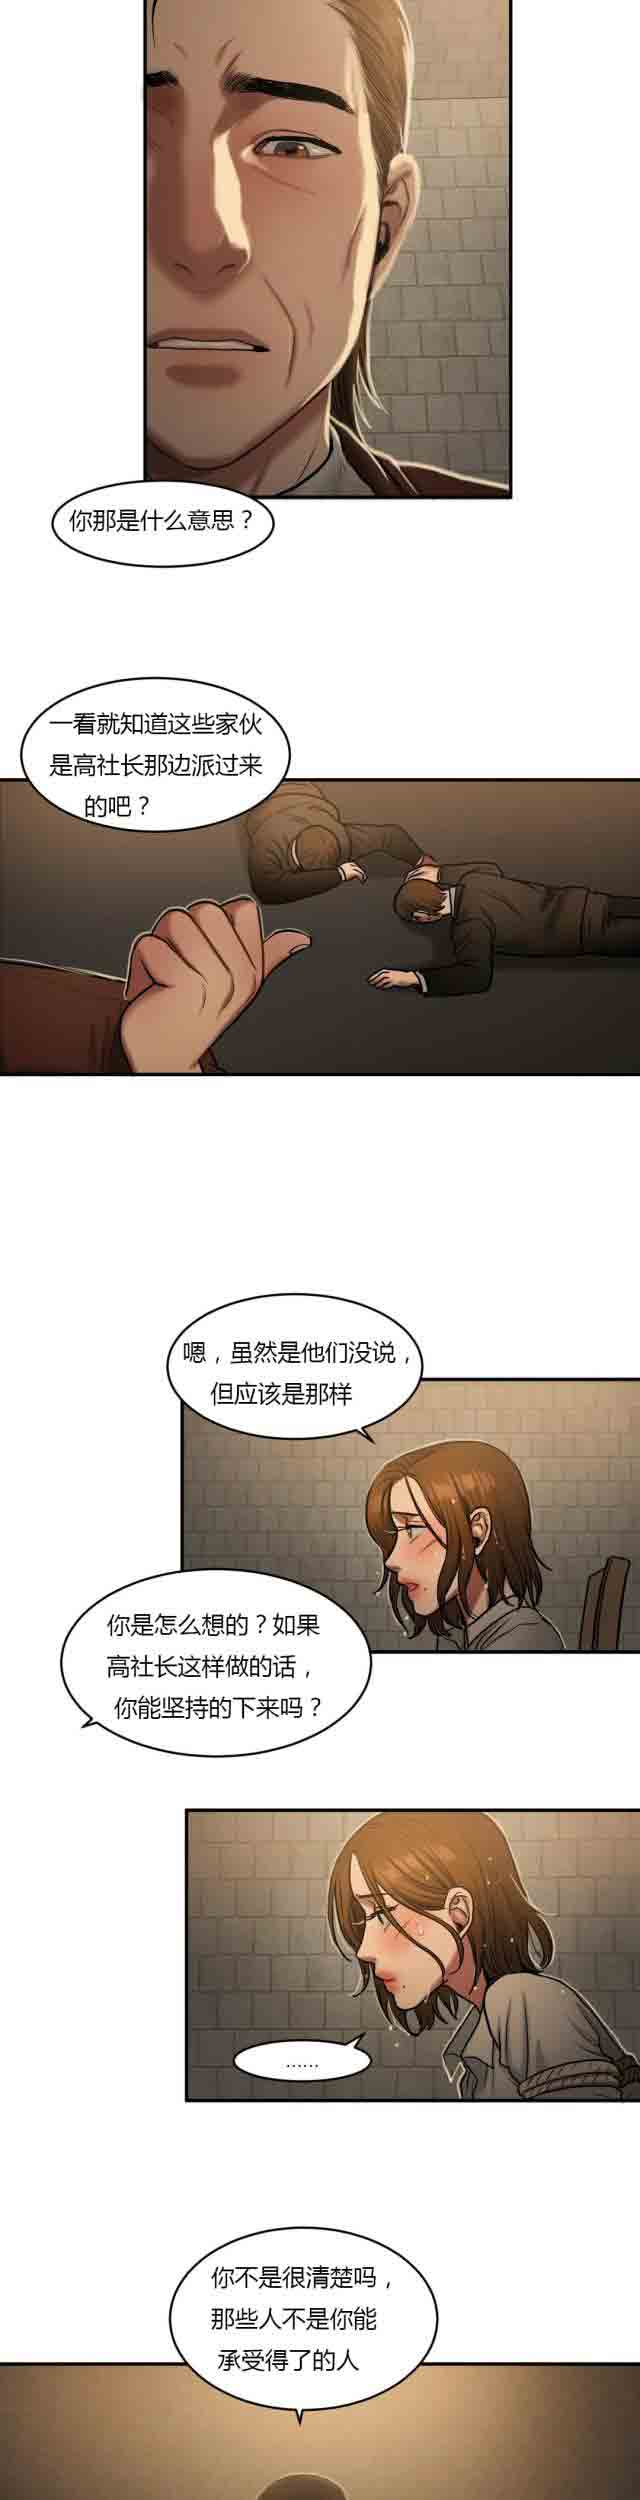 你那是什么意思？
一看就知道这些家伙
是高社长那边派过来
的吧？
嗯，虽然是他们没说，
但应该是那样
你是怎么想的？如果
高社长这样做的话，
你能坚持的下来吗？
……
你不是很清楚吗，
那些人不是你能
承受得了的人